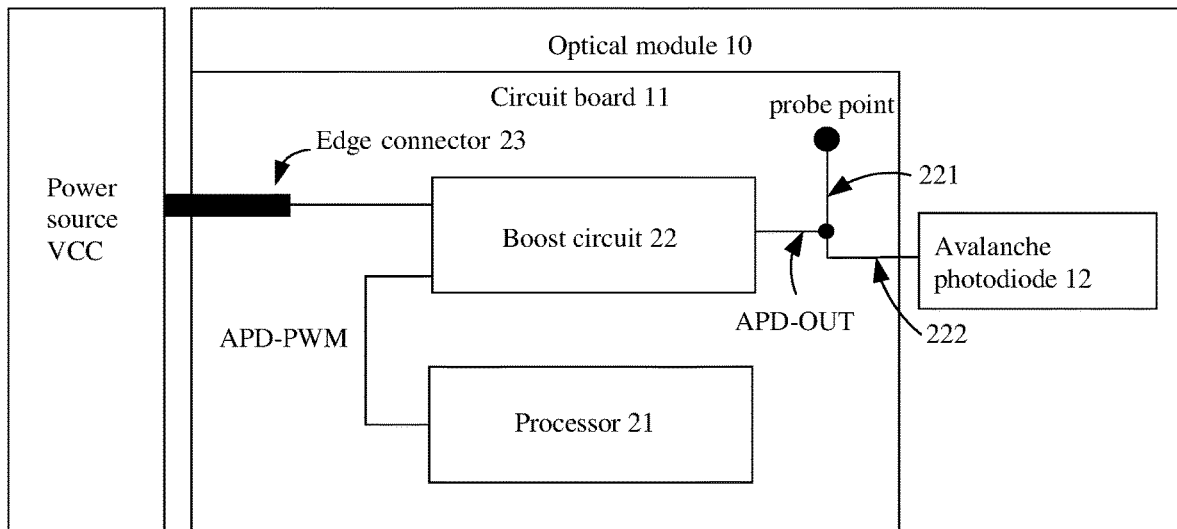 Optical module 10
Circuit board 11
probe point
Edge connector 23
221
Power
source
VCC
Boost circuit 22
Avalanche
photodiode 12
APD-OUT
222
APD-PWM
Processor 21